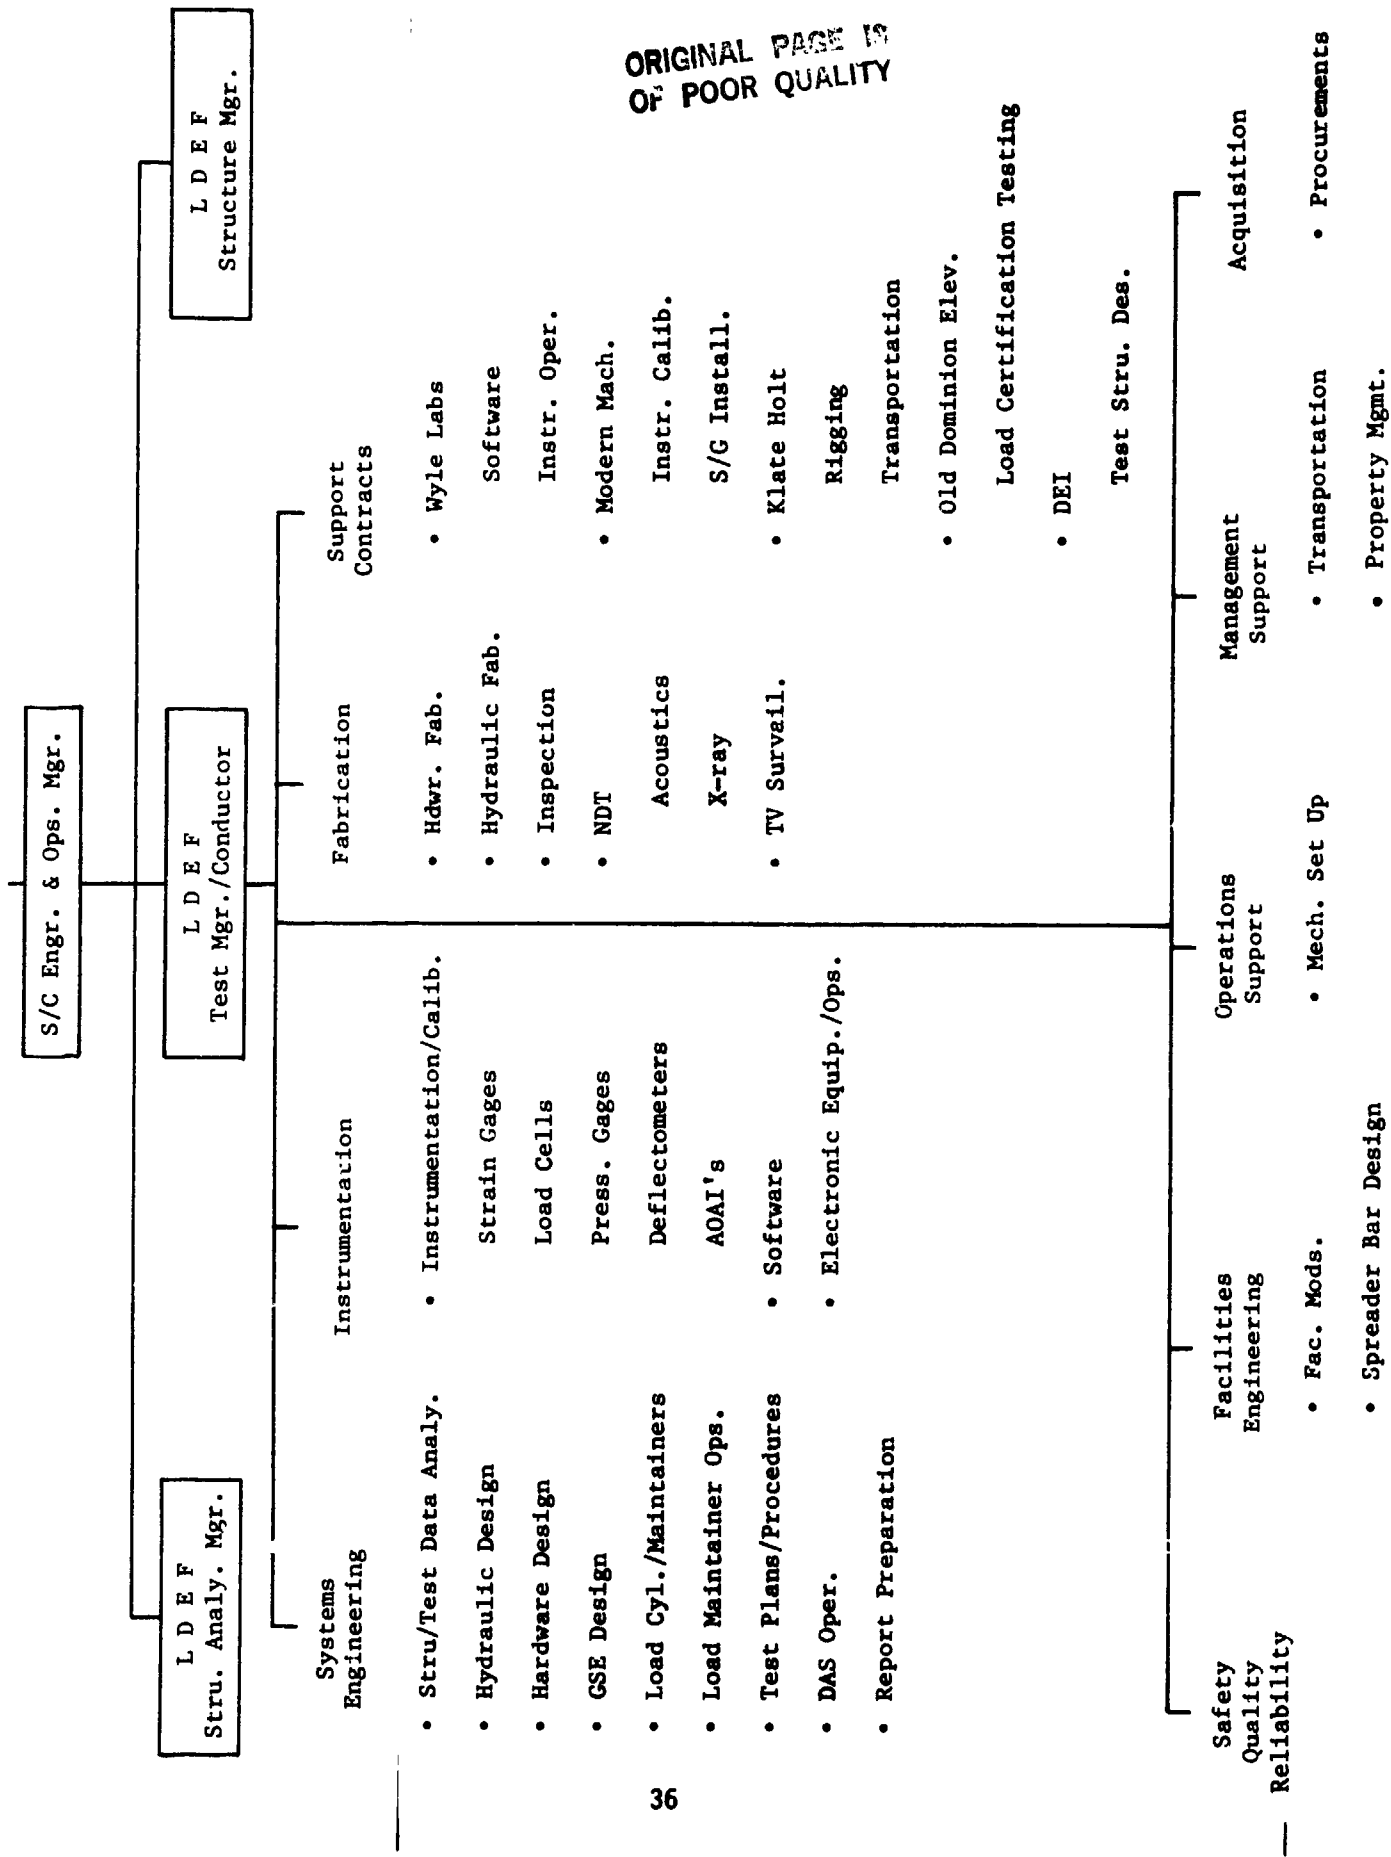 S/C Engr. & Ops. Mgr.
L D E F
Stru. Analy. Mgr.
L D E F
Test Mgr./Conductor
L D E F
Structure Mgr.
Systems
Engineering
• Stru/Test Data Analy.
• Hydraulic Design
• Hardware Design
• GSE Design
• Load Cyl./Maintainers
• Load Maintainer Ops.
• Test Plans/Procedures
• DAS Oper.
• Report Preparation
Instrumentation
• Instrumentation/Calib.
Strain Gages
Load Cells
Press. Gages
Deflectometers
AOAI's
• Software
• Electronic Equip./Ops.
Fabrication
• Hdwr. Fab.
• Hydraulic Fab.
• Inspection
• NDT
Acoustics
X-ray
• TV Survail.
Support
Contracts
• Wyle Labs
Software
Instr. Oper.
• Modern Mach.
Instr. Calib.
S/G Install.
• Klate Holt
Rigging
Transportation
• Old Dominion Elev.
Load Certification Testing
• DEI
Test Stru. Des.
Safety
Quality
Reliability
Facilities
Engineering
• Fac. Mods.
• Spreader Bar Design
Operations
Support
• Mech. Set Up
Management
Support
• Transportation
• Property Mgmt.
Acquisition
• Procurements
ORIGINAL PAGE IS
OF POOR QUALITY
36